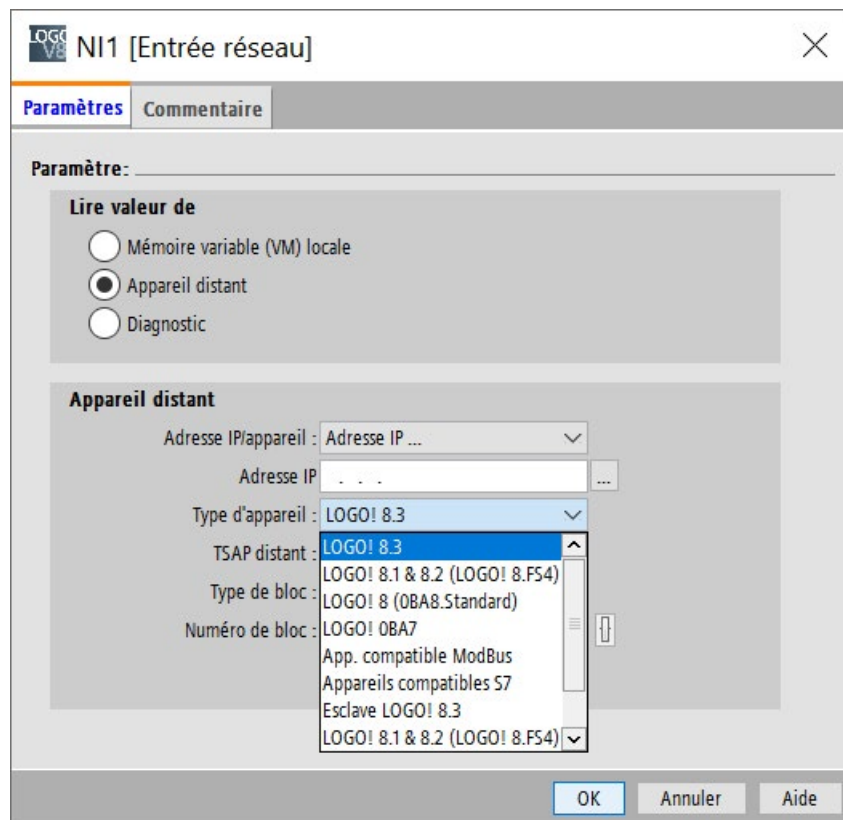 LOGO! V8 NI1 [Entrée réseau]
Paramètres Commentaire
Paramètre:
Lire valeur de
Mémoire variable (VM) locale
Appareil distant
Diagnostic
Appareil distant
Adresse IP/appareil : Adresse IP ...
Adresse IP . . . ...
Type d'appareil : LOGO! 8.3
TSAP distant : LOGO! 8.3
LOGO! 8.1 & 8.2 (LOGO! 8.FS4)
Type de bloc : LOGO! 8 (0BA8.Standard)
Numéro de bloc : LOGO! 0BA7
App. compatible ModBus
Appareils compatibles S7
Esclave LOGO! 8.3
LOGO! 8.1 & 8.2 (LOGO! 8.FS4)
OK Annuler Aide